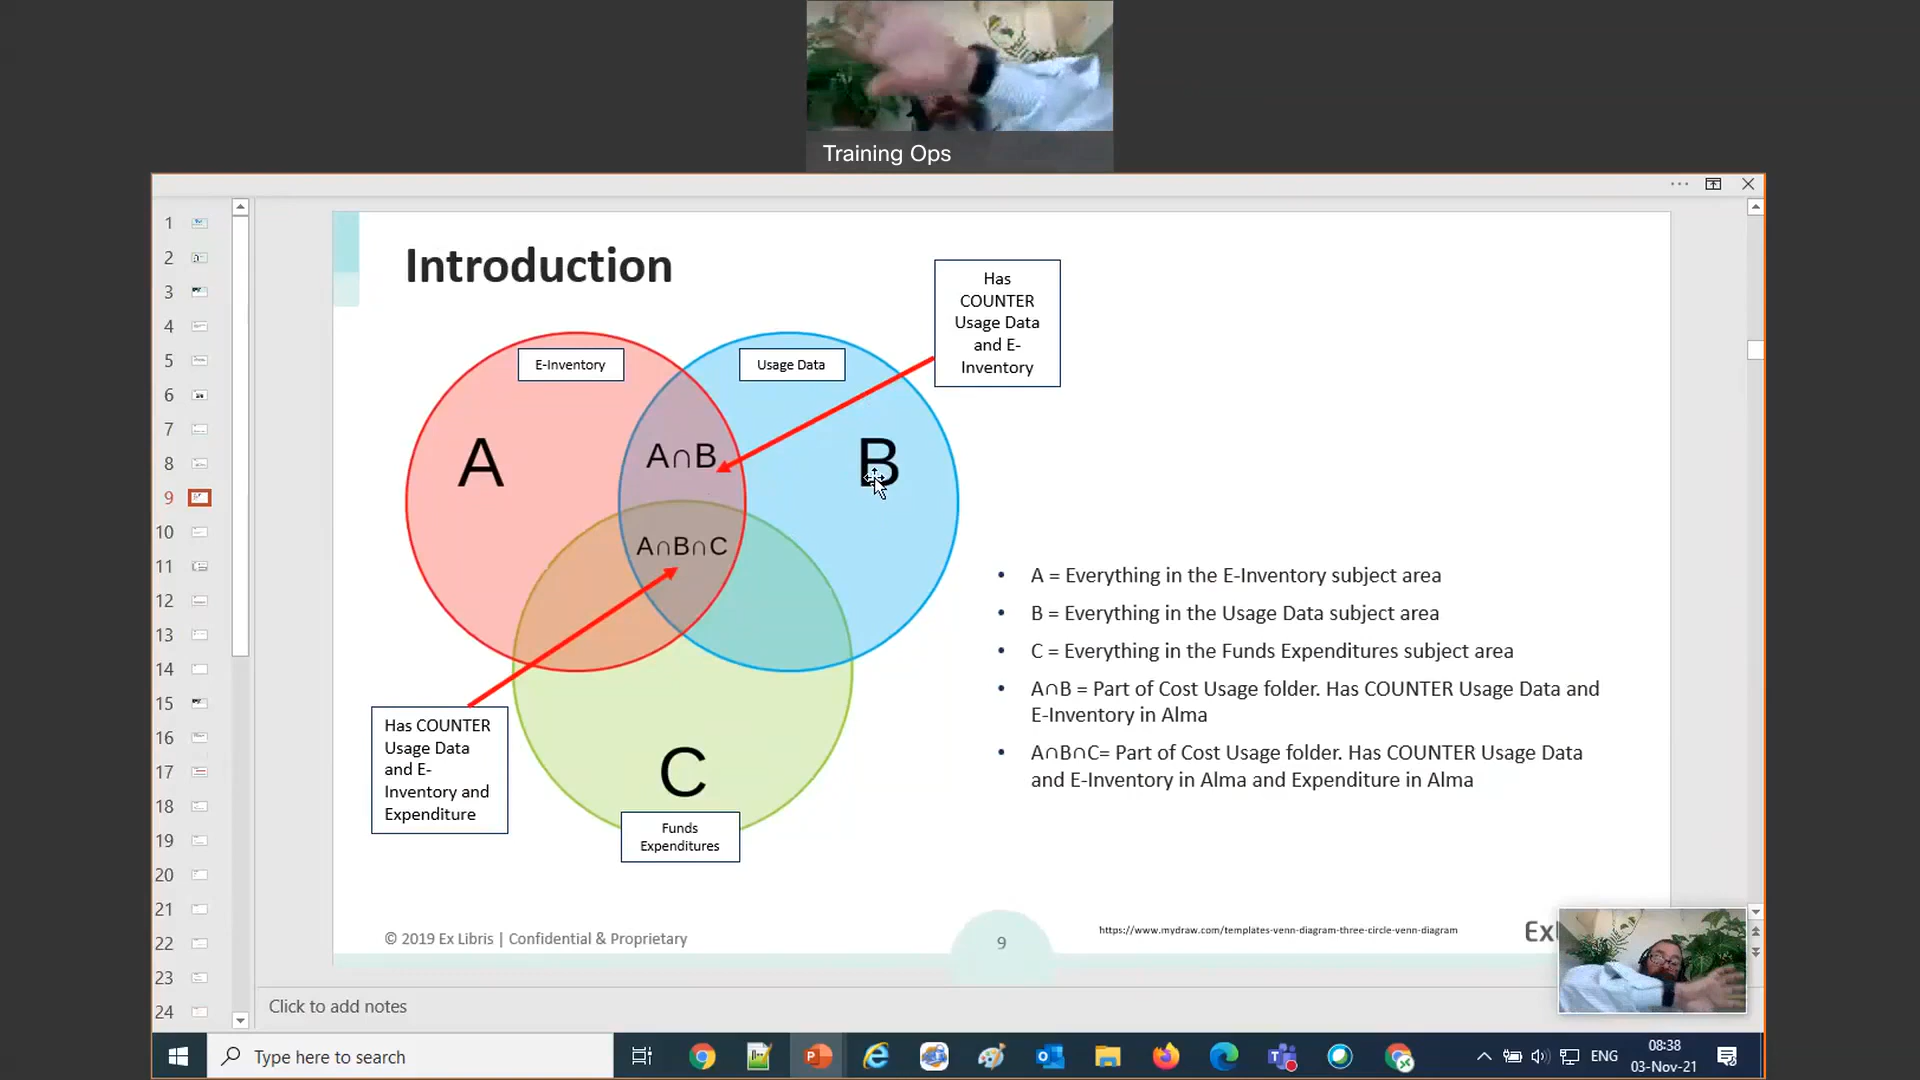 Training Ops
1
2
3
4
5
6
7
8
9
10
11
12
13
14
15
16
17
18
19
20
21
22
23
24
Introduction
E-Inventory
Usage Data
Has
COUNTER
Usage Data
and E-
Inventory
A
A∩B
B
A∩B∩C
Has COUNTER
Usage Data
and E-
Inventory and
Expenditure
C
Funds
Expenditures
• A = Everything in the E-Inventory subject area
• B = Everything in the Usage Data subject area
• C = Everything in the Funds Expenditures subject area
• A∩B = Part of Cost Usage folder. Has COUNTER Usage Data and
E-Inventory in Alma
• A∩B∩C= Part of Cost Usage folder. Has COUNTER Usage Data
and E-Inventory in Alma and Expenditure in Alma
© 2019 Ex Libris | Confidential & Proprietary
9
https://www.mydraw.com/templates-venn-diagram-three-circle-venn-diagram
Ex
Click to add notes
Type here to search
ENG
08:38
03-Nov-21